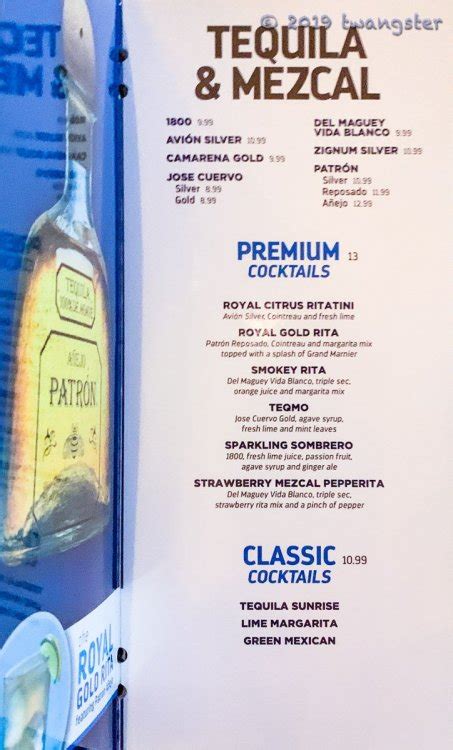 © 2019 twangster
TEQUILA
& MEZCAL
1800 9.99
AVIÓN SILVER 10.99
CAMARENA GOLD 9.99
JOSE CUERVO
Silver 8.99
Gold 8.99
DEL MAGUEY
VIDA BLANCO 9.99
ZIGNUM SILVER 10.99
PATRÓN
Silver 10.99
Reposado 11.99
Añejo 12.99
PREMIUM 13
COCKTAILS
ROYAL CITRUS RITATINI
Avión Silver, Cointreau and fresh lime
ROYAL GOLD RITA
Patrón Reposado, Cointreau and margarita mix
topped with a splash of Grand Marnier
SMOKEY RITA
Del Maguey Vida Blanco, triple sec,
orange juice and margarita mix
TEQMO
Jose Cuervo Gold, agave syrup,
fresh lime and mint leaves
SPARKLING SOMBRERO
1800, fresh lime juice, passion fruit,
agave syrup and ginger ale
STRAWBERRY MEZCAL PEPPERITA
Del Maguey Vida Blanco, triple sec,
strawberry rita mix and a pinch of pepper
CLASSIC 10.99
COCKTAILS
TEQUILA SUNRISE
LIME MARGARITA
GREEN MEXICAN
TEQUILA
AÑEJO
PATRÓN
the
ROYAL
GOLD RITA